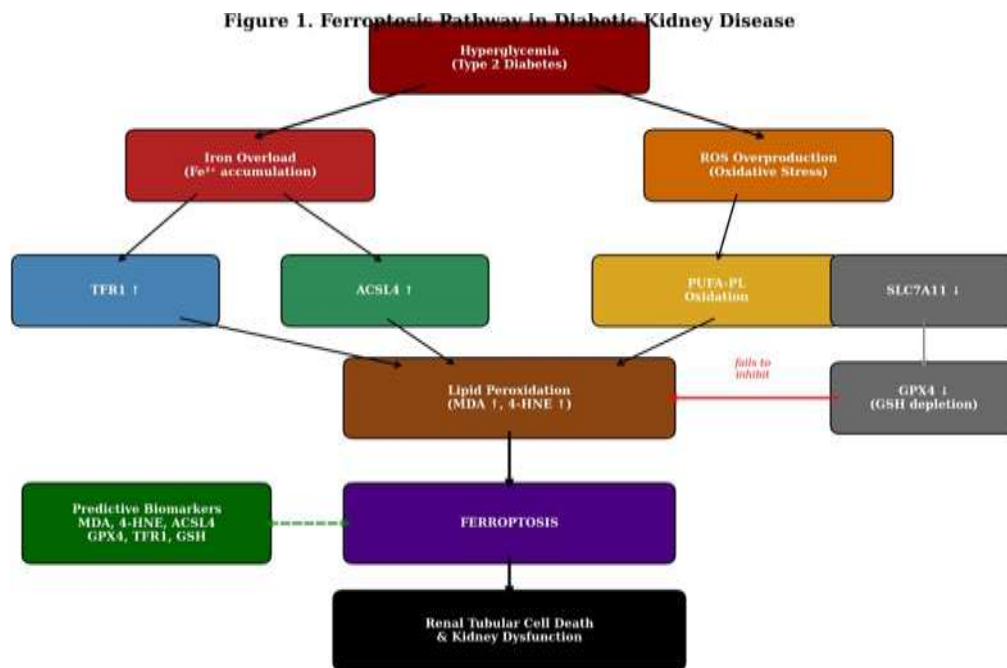 Figure 1. Ferroptosis Pathway in Diabetic Kidney Disease
Hyperglycemia
(Type 2 Diabetes)
Iron Overload
(Fe²⁺ accumulation)
ROS Overproduction
(Oxidative Stress)
TFR1 ↑
ACSL4 ↑
PUFA-PL
Oxidation
SLC7A11 ↓
Lipid Peroxidation
(MDA ↑, 4-HNE ↑)
fails to
inhibit
GPX4 ↓
(GSH depletion)
Predictive Biomarkers
MDA, 4-HNE, ACSL4
GPX4, TFR1, GSH
FERROPTOSIS
Renal Tubular Cell Death
& Kidney Dysfunction